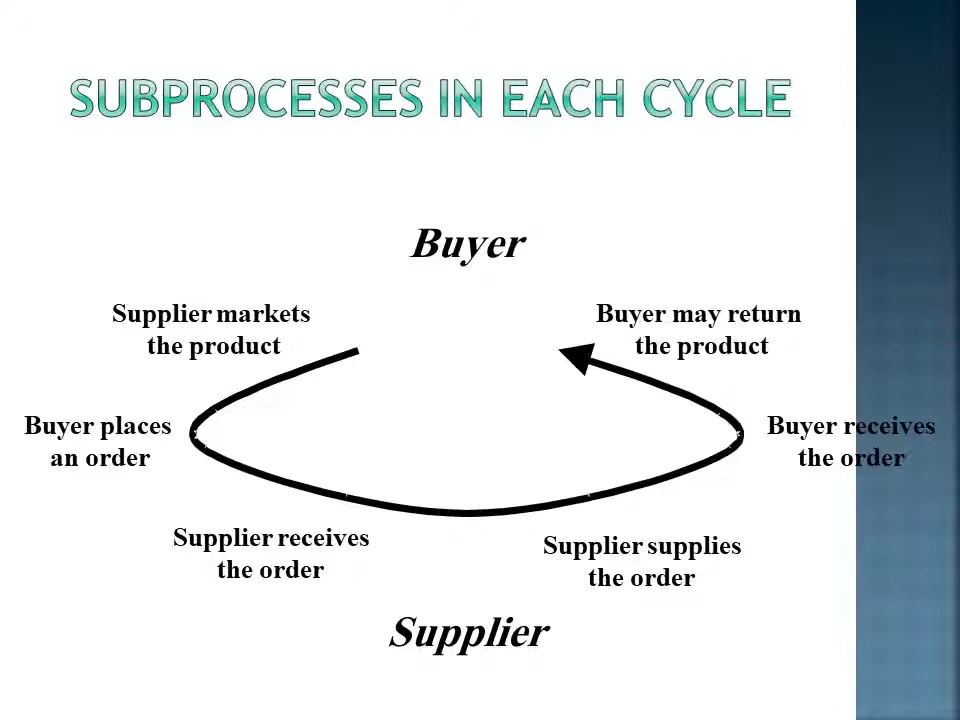 SUBPROCESSES IN EACH CYCLE
Buyer
Supplier markets
the product
Buyer may return
the product
Buyer places
an order
Buyer receives
the order
Supplier receives
the order
Supplier supplies
the order
Supplier